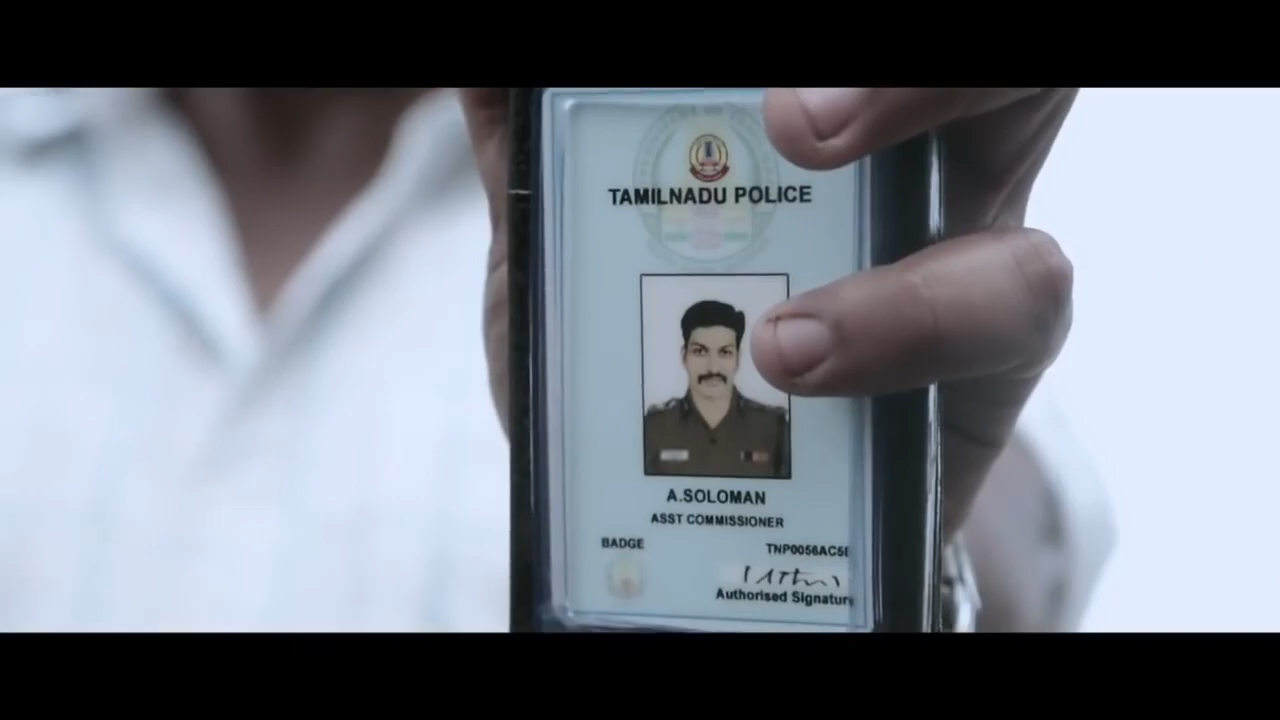 TAMILNADU POLICE
A.SOLOMAN
ASST COMMISSIONER
BADGE
TNP0056AC5
Authorised Signature